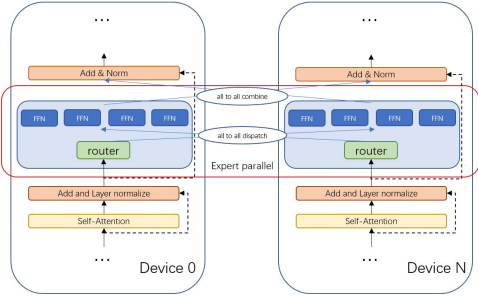 ...
...
Add & Norm
Add & Norm
all to all combine
FFN FFN FFN FFN
FFN FFN FFN FFN
all to all dispatch
router
router
Expert parallel
Add and Layer normalize
Add and Layer normalize
Self-Attention
Self-Attention
...
...
Device 0
Device N